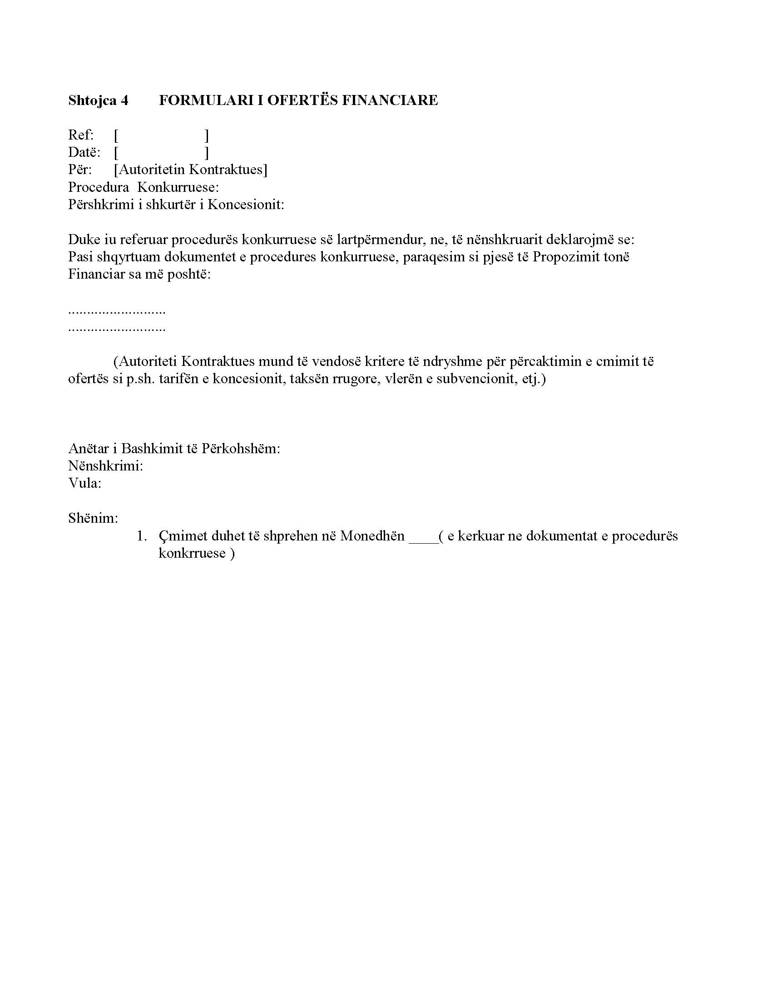 Shtojca 4 FORMULARI I OFERTËS FINANCIARE
Ref: [ ]
Datë: [ ]
Për: [Autoritetin Kontraktues]
Procedura Konkurruese:
Përshkrimi i shkurtër i Koncesionit:
Duke iu referuar procedurës konkurruese së lartpërmendur, ne, të nënshkruarit deklarojmë se:
Pasi shqyrtuam dokumentet e procedures konkurruese, paraqesim si pjesë të Propozimit tonë
Financiar sa më poshtë:
..........................
..........................
(Autoriteti Kontraktues mund të vendosë kritere të ndryshme për përcaktimin e cmimit të
ofertës si p.sh. tarifën e koncesionit, taksën rrugore, vlerën e subvencionit, etj.)
Anëtar i Bashkimit të Përkohshëm:
Nënshkrimi:
Vula:
Shënim:
1. Çmimet duhet të shprehen në Monedhën ____( e kerkuar ne dokumentat e procedurës
konkrruese )